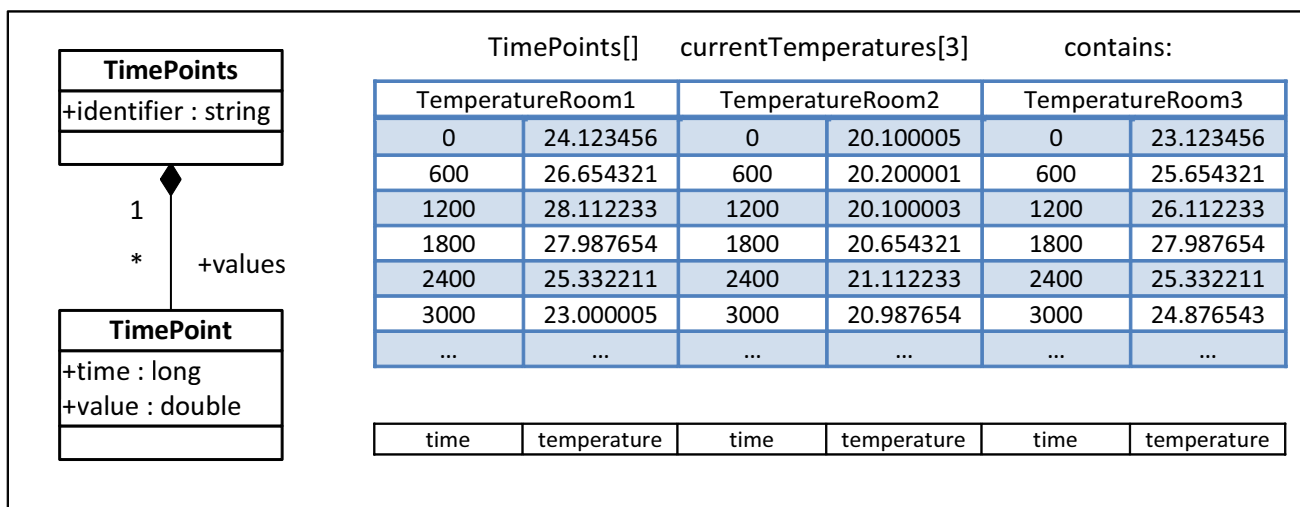 TimePoints
+identifier : string
1
*
+values
TimePoint
+time : long
+value : double
TimePoints[] currentTemperatures[3] contains:
TemperatureRoom1 TemperatureRoom2 TemperatureRoom3
0 24.123456 0 20.100005 0 23.123456
600 26.654321 600 20.200001 600 25.654321
1200 28.112233 1200 20.100003 1200 26.112233
1800 27.987654 1800 20.654321 1800 27.987654
2400 25.332211 2400 21.112233 2400 25.332211
3000 23.000005 3000 20.987654 3000 24.876543
... ... ... ... ... ...
time temperature time temperature time temperature